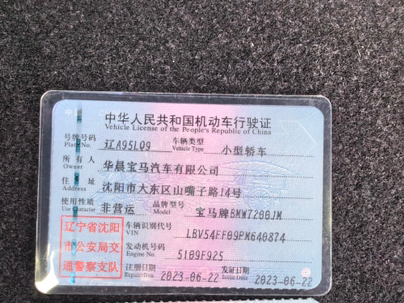 中华人民共和国机动车行驶证
Vehicle License of the People's Republic of China
号牌号码 辽A95LQ9 车辆类型 小型轿车
Plate No. Vehicle Type
所有人 华晨宝马汽车有限公司
Owner
住址 沈阳市大东区山嘴子路14号
Address
使用性质 非营运 品牌型号 宝马牌BMW7200JM
Use Character Model
辽宁省沈阳
市公安局交
通警察支队
车辆识别代号 LBV54FF09PM640874
VIN
发动机号码 5109F925
Engine No.
注册日期 2023-06-22 发证日期 2023-06-22